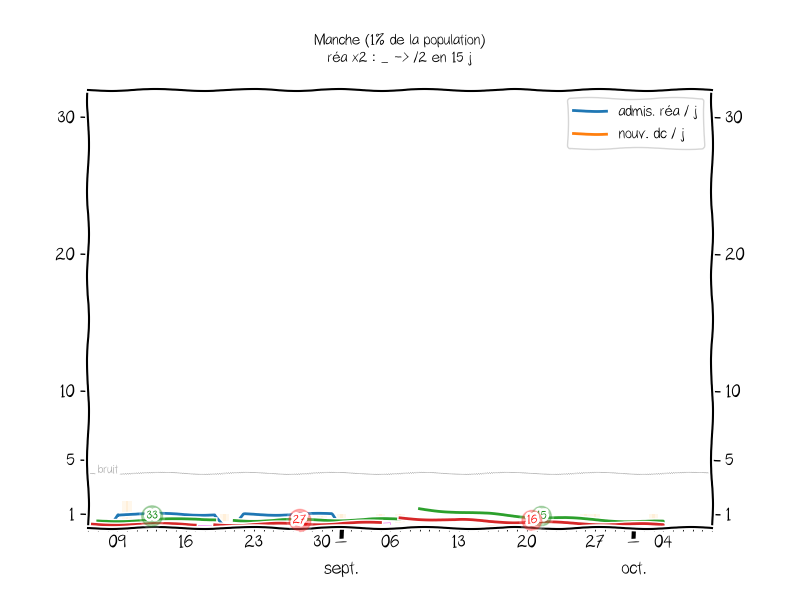 Manche (1% de la population)
réa x2 : _ -> /2 en 15 j
admis. réa / j
nouv. dc / j
30 30
20 20
10 10
5 5
bruit
1 1
33 27 16 15
09 16 23 30 06 13 20 27 04
sept. oct.